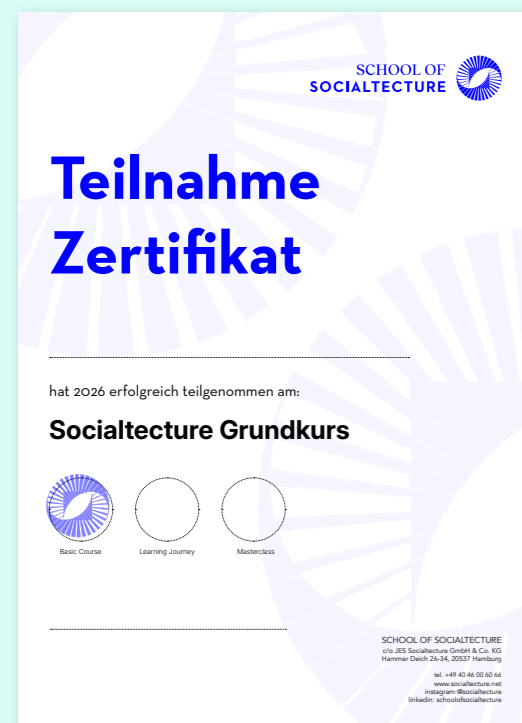 SCHOOL OF
SOCIALTECTURE
Teilnahme
Zertifikat
hat 2026 erfolgreich teilgenommen am:
Socialtecture Grundkurs
Basic Course
Learning Journey
Masterclass
SCHOOL OF SOCIALTECTURE
c/o JES Socialtecture GmbH & Co. KG
Hammer Deich 26-34, 20537 Hamburg
tel. +49 40 46 00 60 66
www.socialtecture.net
instagram:@socialtecture
linkedin: schoolofsocialtecture